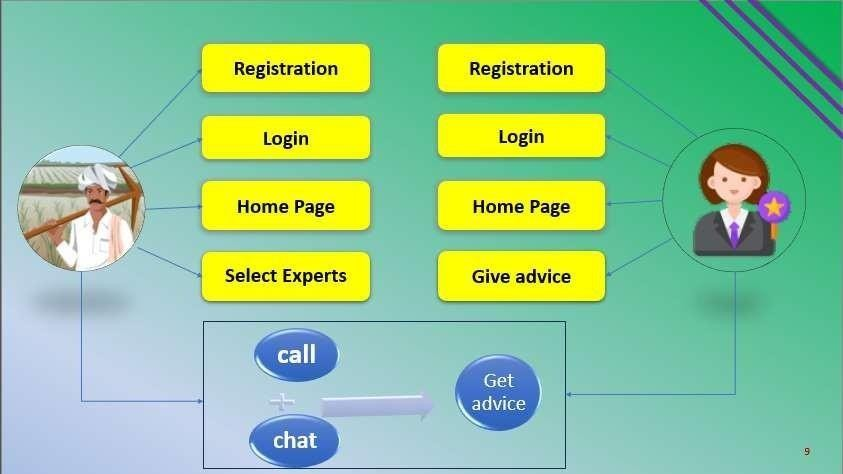 Registration
Login
Home Page
Select Experts
Registration
Login
Home Page
Give advice
call
+
chat
Get
advice
9